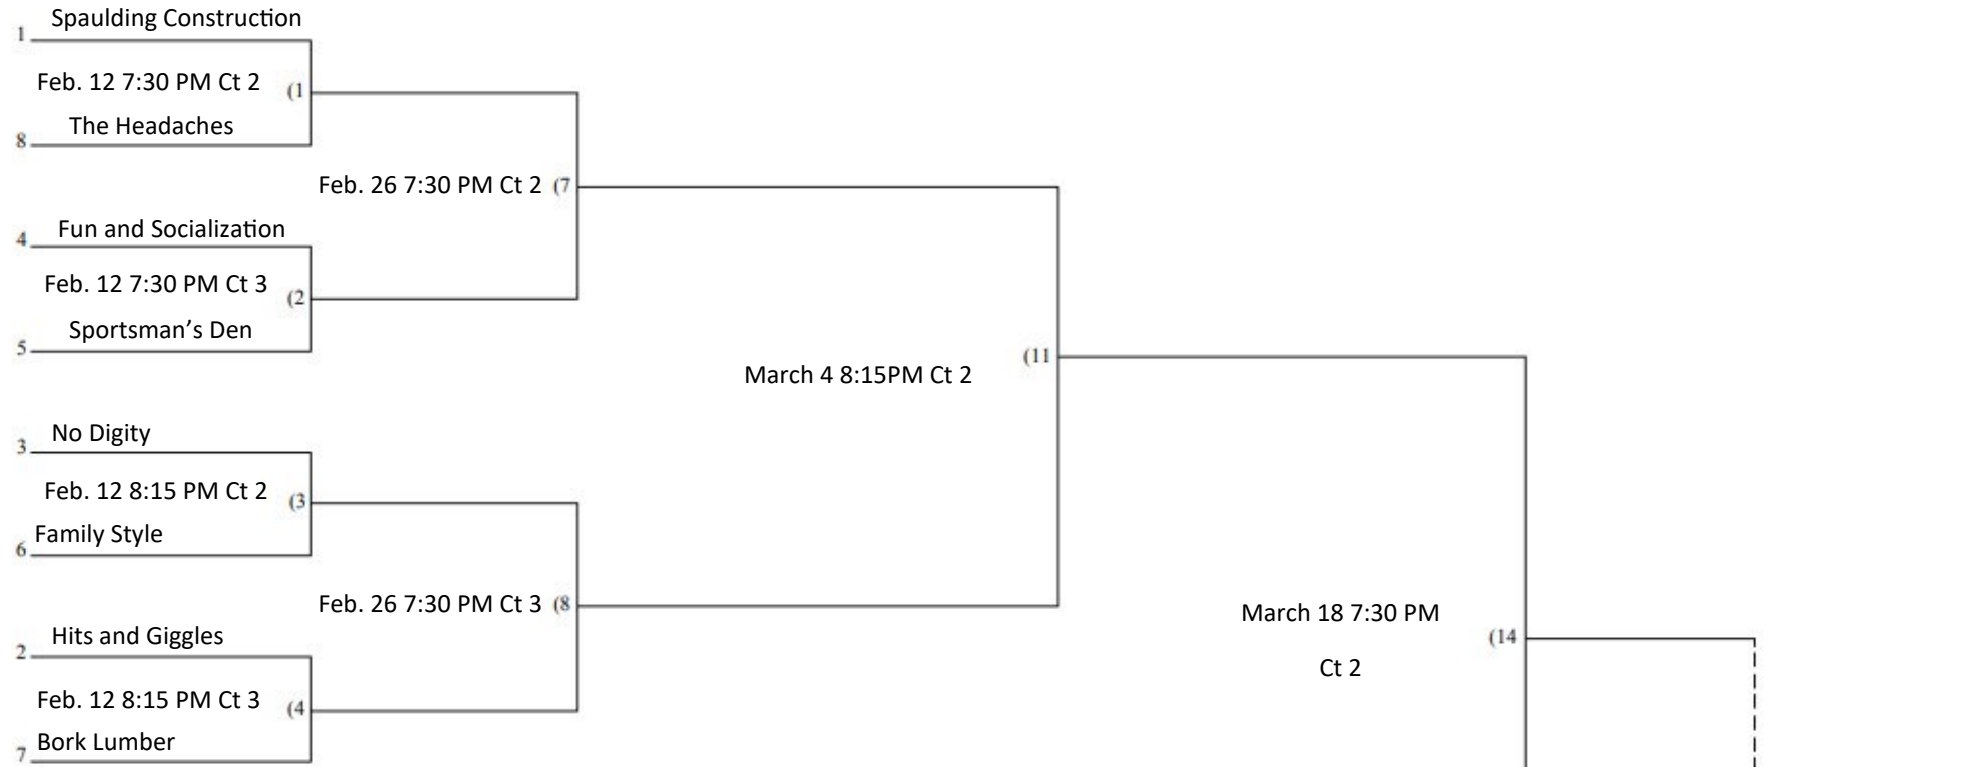 Spaulding Construction
1
Feb. 12 7:30 PM Ct 2
(1
The Headaches
8
Feb. 26 7:30 PM Ct 2 (7
Fun and Socialization
4
Feb. 12 7:30 PM Ct 3
(2
Sportsman’s Den
5
(11
March 4 8:15PM Ct 2
No Digity
3
Feb. 12 8:15 PM Ct 2
(3
Family Style
6
Feb. 26 7:30 PM Ct 3 (8
March 18 7:30 PM
(14
Ct 2
Hits and Giggles
2
Feb. 12 8:15 PM Ct 3
(4
Bork Lumber
7